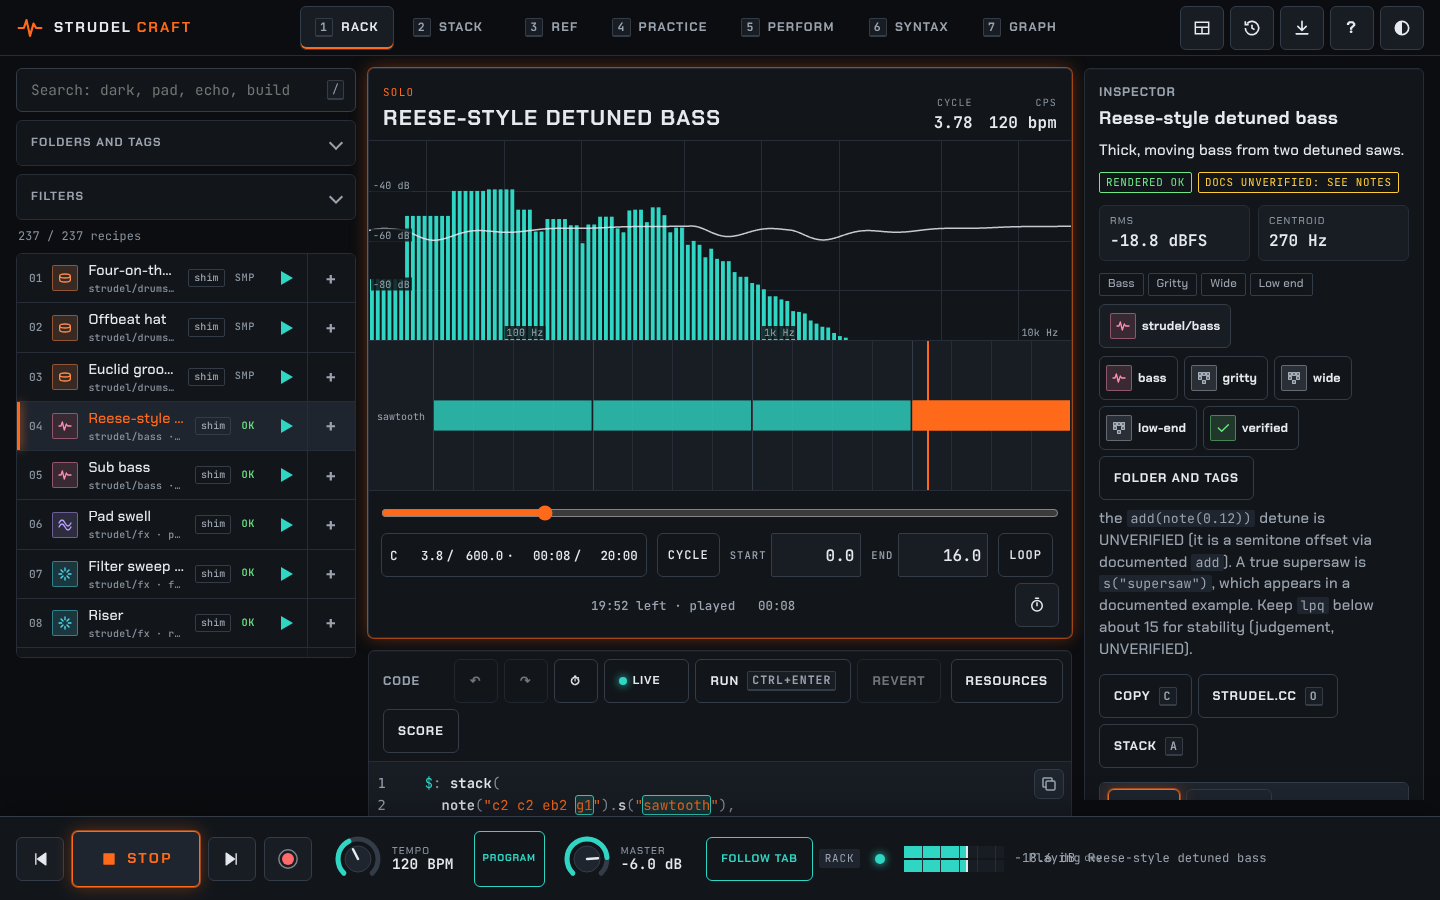 STRUDEL CRAFT
1 RACK
2 STACK
3 REF
4 PRACTICE
5 PERFORM
6 SYNTAX
7 GRAPH
?
Search: dark, pad, echo, build /
FOLDERS AND TAGS
FILTERS
237 / 237 recipes
01 Four-on-th… shim SMP +
strudel/drums…
02 Offbeat hat shim SMP +
strudel/drums…
03 Euclid groo… shim SMP +
strudel/drums…
04 Reese-style … shim OK +
strudel/bass ·…
05 Sub bass shim OK +
strudel/bass ·…
06 Pad swell shim OK +
strudel/fx · p…
07 Filter sweep … shim OK +
strudel/fx · f…
08 Riser shim OK +
strudel/fx · r…
SOLO
REESE-STYLE DETUNED BASS
CYCLE CPS
3.78 120 bpm
-40 dB
-60 dB
-80 dB
100 Hz 1k Hz 10k Hz
sawtooth
C 3.8 / 600.0 · 00:08 / 20:00
CYCLE
START 0.0
END 16.0
LOOP
19:52 left · played 00:08
CODE
LIVE
RUN CTRL+ENTER
REVERT
RESOURCES
SCORE
1 $: stack(
2 note("c2 c2 eb2 g1").s("sawtooth"),
INSPECTOR
Reese-style detuned bass
Thick, moving bass from two detuned saws.
RENDERED OK
DOCS UNVERIFIED: SEE NOTES
RMS
-18.8 dBFS
CENTROID
270 Hz
Bass Gritty Wide Low end
strudel/bass
bass gritty wide
low-end verified
FOLDER AND TAGS
the add(note(0.12)) detune is
UNVERIFIED (it is a semitone offset via
documented add). A true supersaw is
s("supersaw"), which appears in a
documented example. Keep lpq below
about 15 for stability (judgement,
UNVERIFIED).
COPY C
STRUDEL.CC O
STACK A
STOP
TEMPO
120 BPM
PROGRAM
MASTER
-6.0 dB
FOLLOW TAB
RACK
Reese-style detuned bass